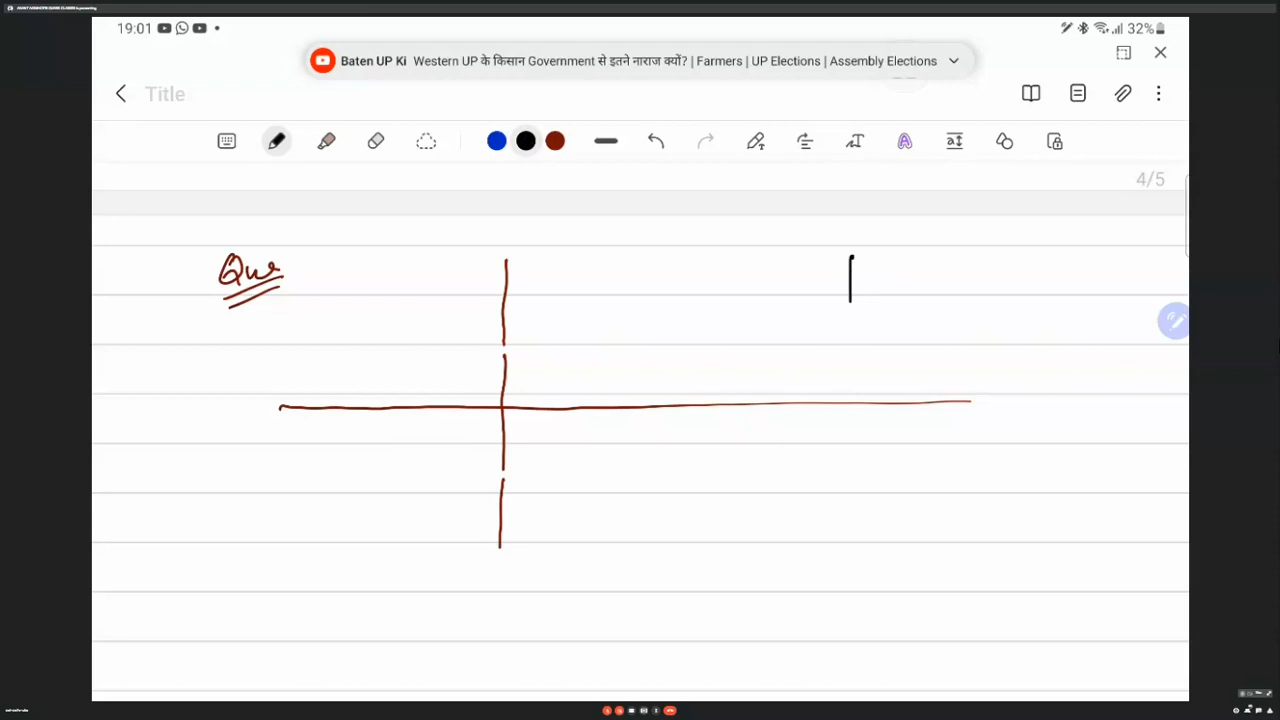 19:01 32%
Baten UP Ki Western UP के किसान Government से इतने नाराज क्यों? | Farmers | UP Elections | Assembly Elections
Title
A
4/5
Que